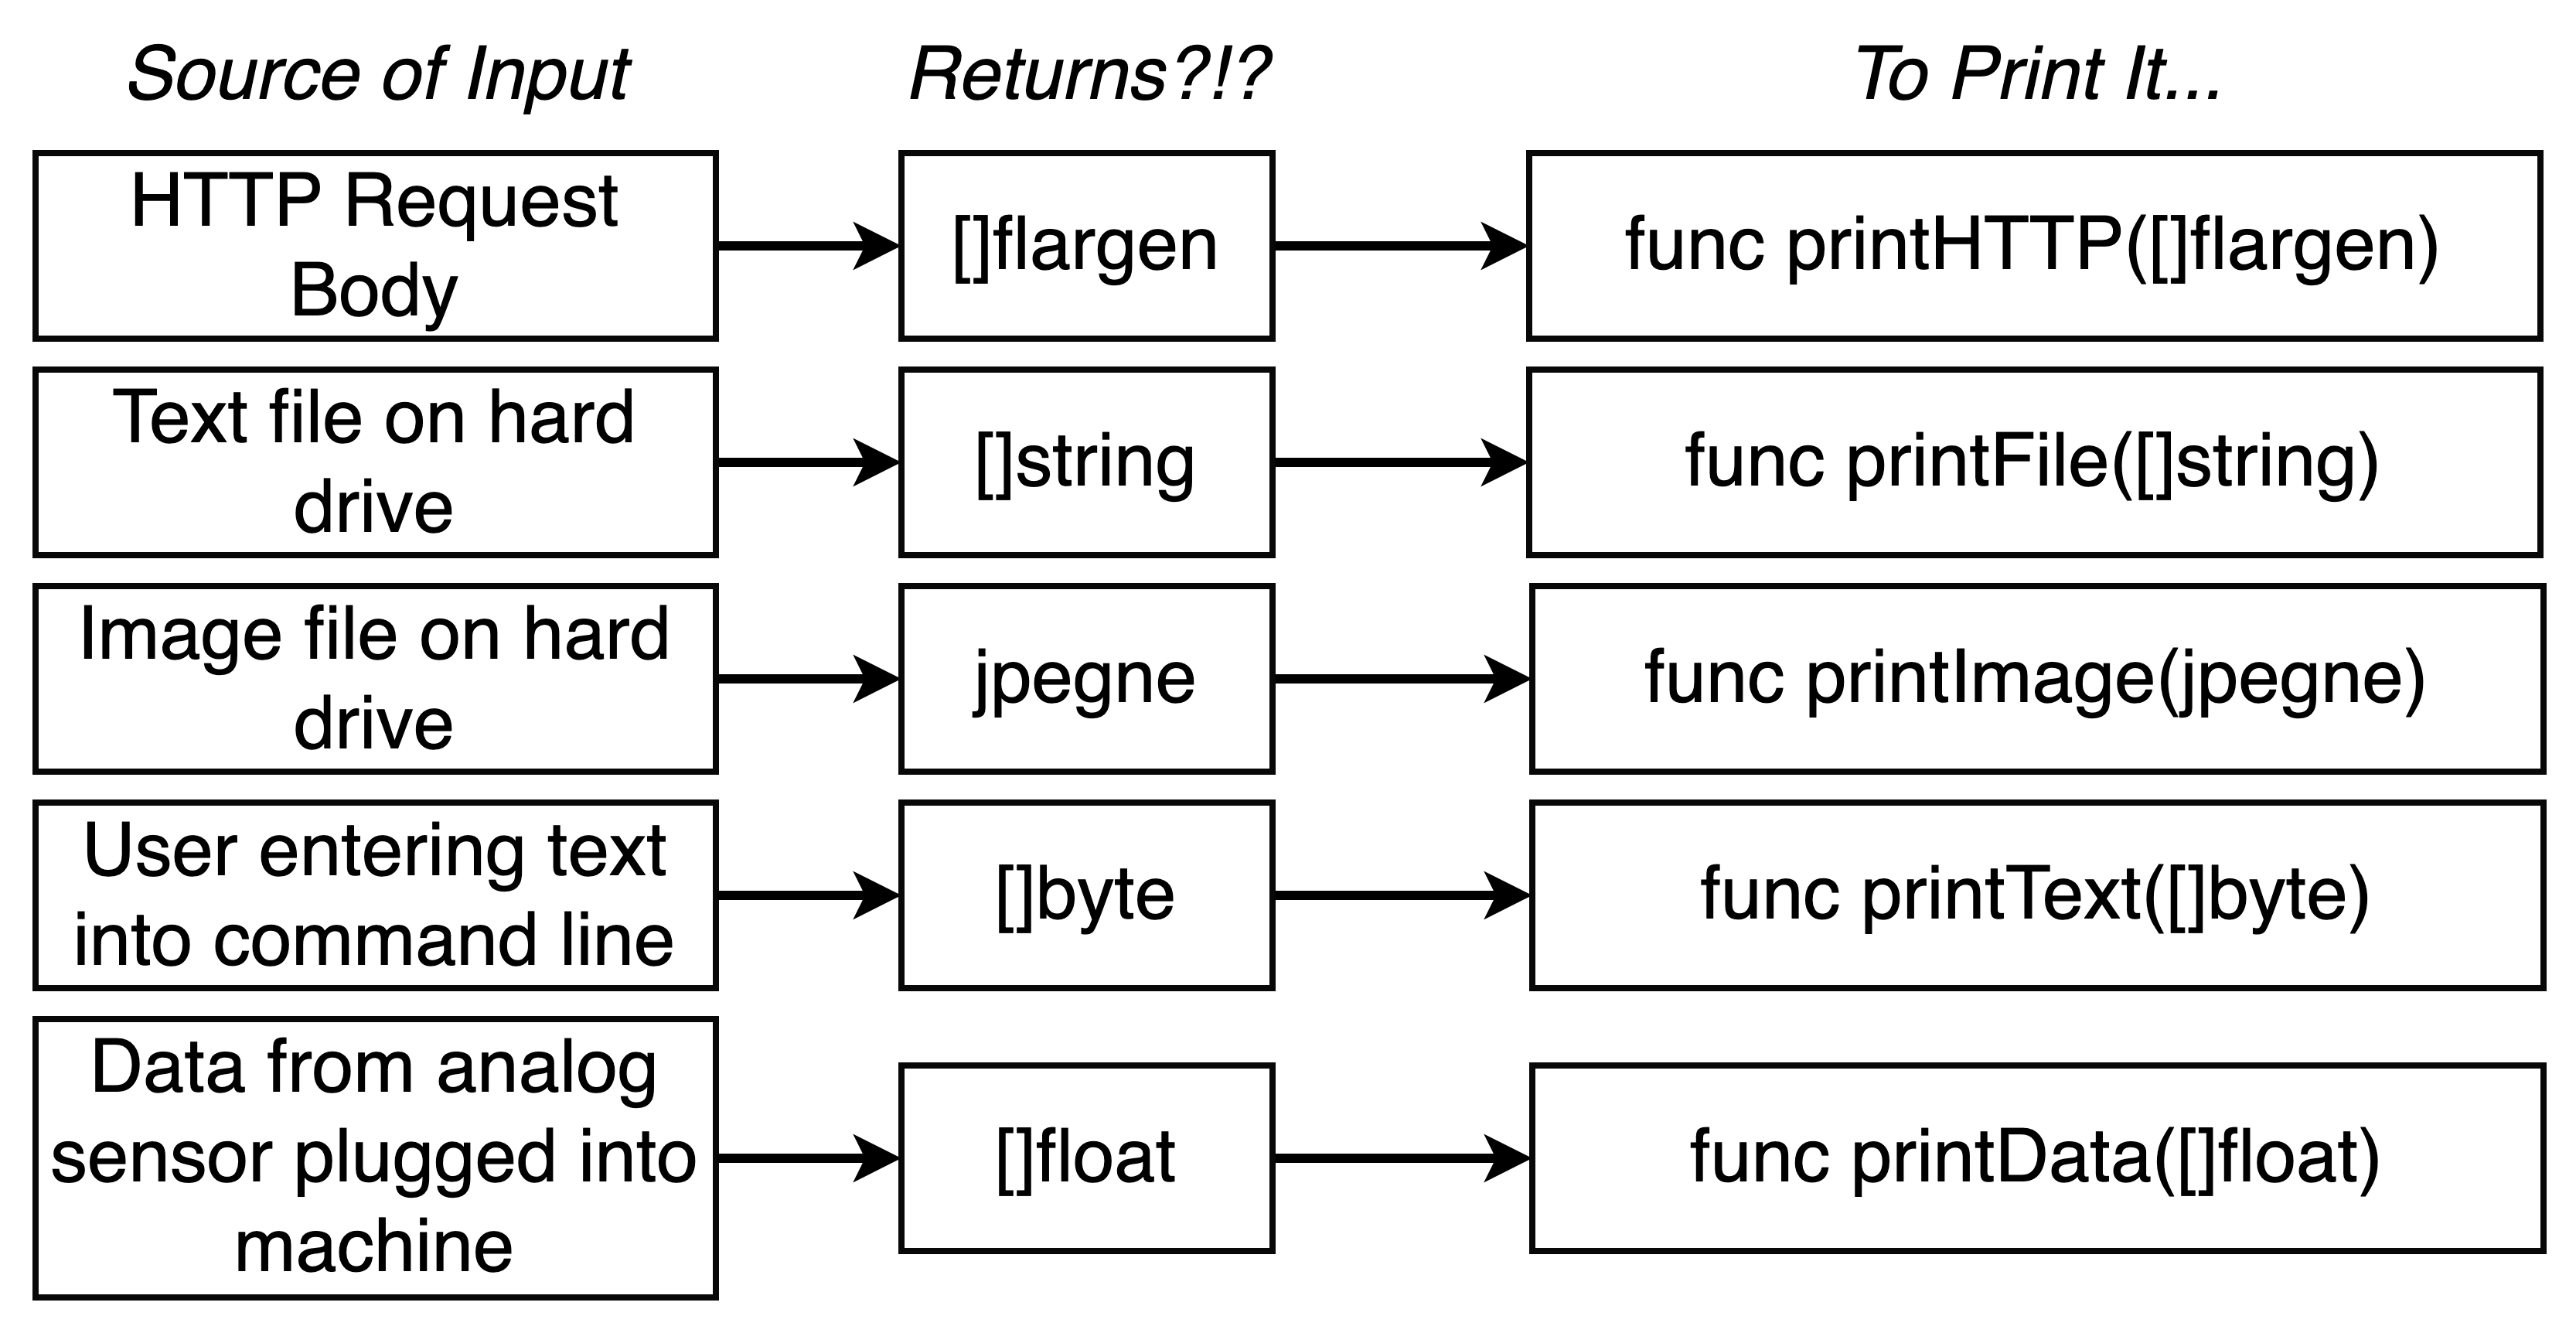 Source of Input
Returns?!?
To Print It...
HTTP Request
Body
[]flargen
func printHTTP([]flargen)
Text file on hard
drive
[]string
func printFile([]string)
Image file on hard
drive
jpegne
func printImage(jpegne)
User entering text
into command line
[]byte
func printText([]byte)
Data from analog
sensor plugged into
machine
[]float
func printData([]float)